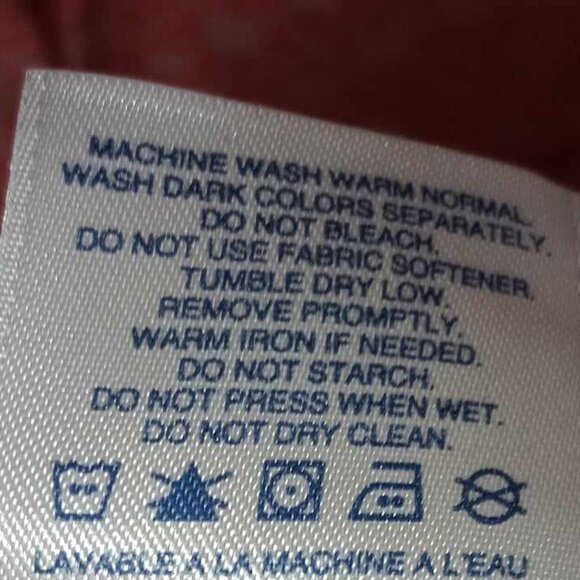 MACHINE WASH WARM NORMAL.
WASH DARK COLORS SEPARATELY.
DO NOT BLEACH.
DO NOT USE FABRIC SOFTENER.
TUMBLE DRY LOW.
REMOVE PROMPTLY.
WARM IRON IF NEEDED.
DO NOT STARCH.
DO NOT PRESS WHEN WET.
DO NOT DRY CLEAN.
LAVABLE A LA MACHINE A L'EAU